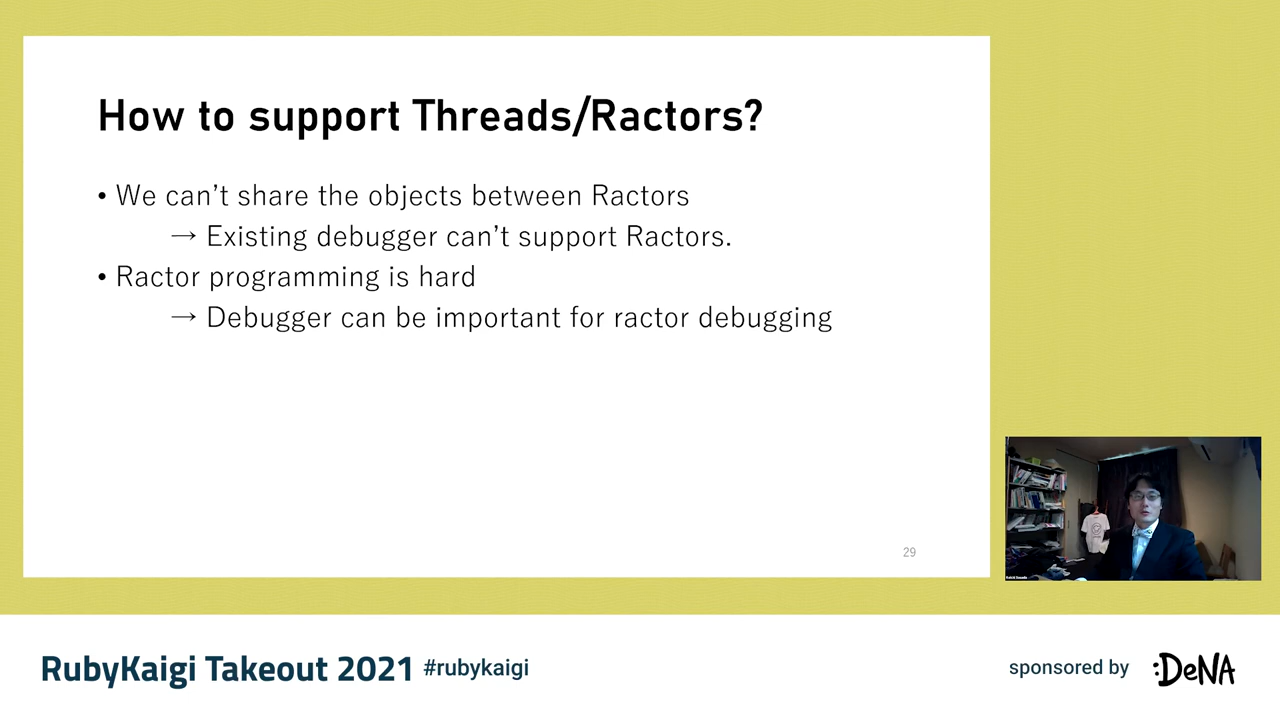 How to support Threads/Ractors?
• We can't share the objects between Ractors
→ Existing debugger can't support Ractors.
• Ractor programming is hard
→ Debugger can be important for ractor debugging
29
RubyKaigi Takeout 2021 #rubykaigi
sponsored by :DeNA